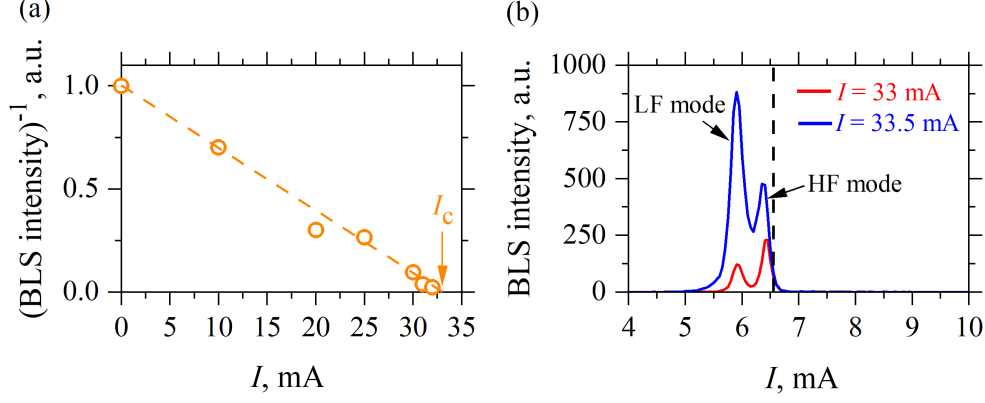 (a)
(BLS intensity)⁻¹, a.u.
1.0
0.5
0.0
I_c
0 5 10 15 20 25 30 35
I, mA
(b)
BLS intensity, a.u.
1000
750
500
250
0
I = 33 mA
I = 33.5 mA
LF mode
HF mode
4 5 6 7 8 9 10
I, mA